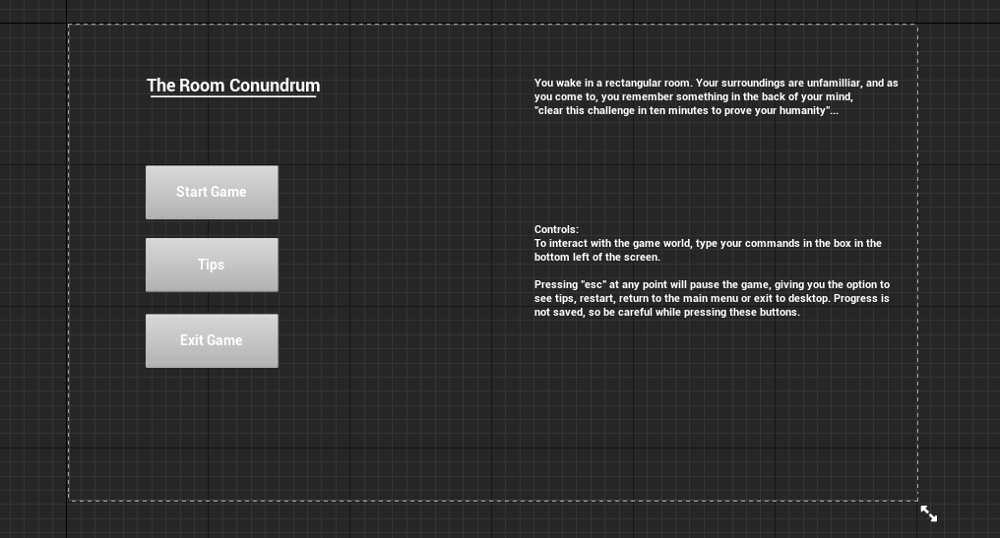 The Room Conundrum
Start Game
Tips
Exit Game
You wake in a rectangular room. Your surroundings are unfamilliar, and as
you come to, you remember something in the back of your mind,
"clear this challenge in ten minutes to prove your humanity"...
Controls:
To interact with the game world, type your commands in the box in the
bottom left of the screen.
Pressing "esc" at any point will pause the game, giving you the option to
see tips, restart, return to the main menu or exit to desktop. Progress is
not saved, so be careful while pressing these buttons.